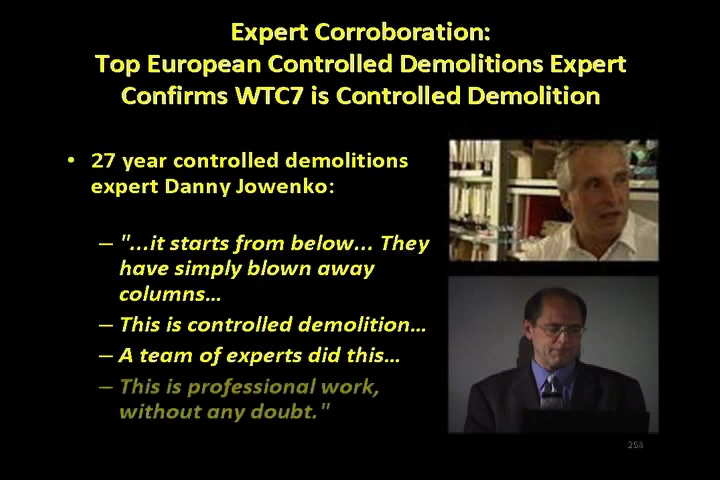 Expert Corroboration:
Top European Controlled Demolitions Expert
Confirms WTC7 is Controlled Demolition
• 27 year controlled demolitions
expert Danny Jowenko:
– "...it starts from below... They
have simply blown away
columns...
– This is controlled demolition...
– A team of experts did this...
– This is professional work,
without any doubt."